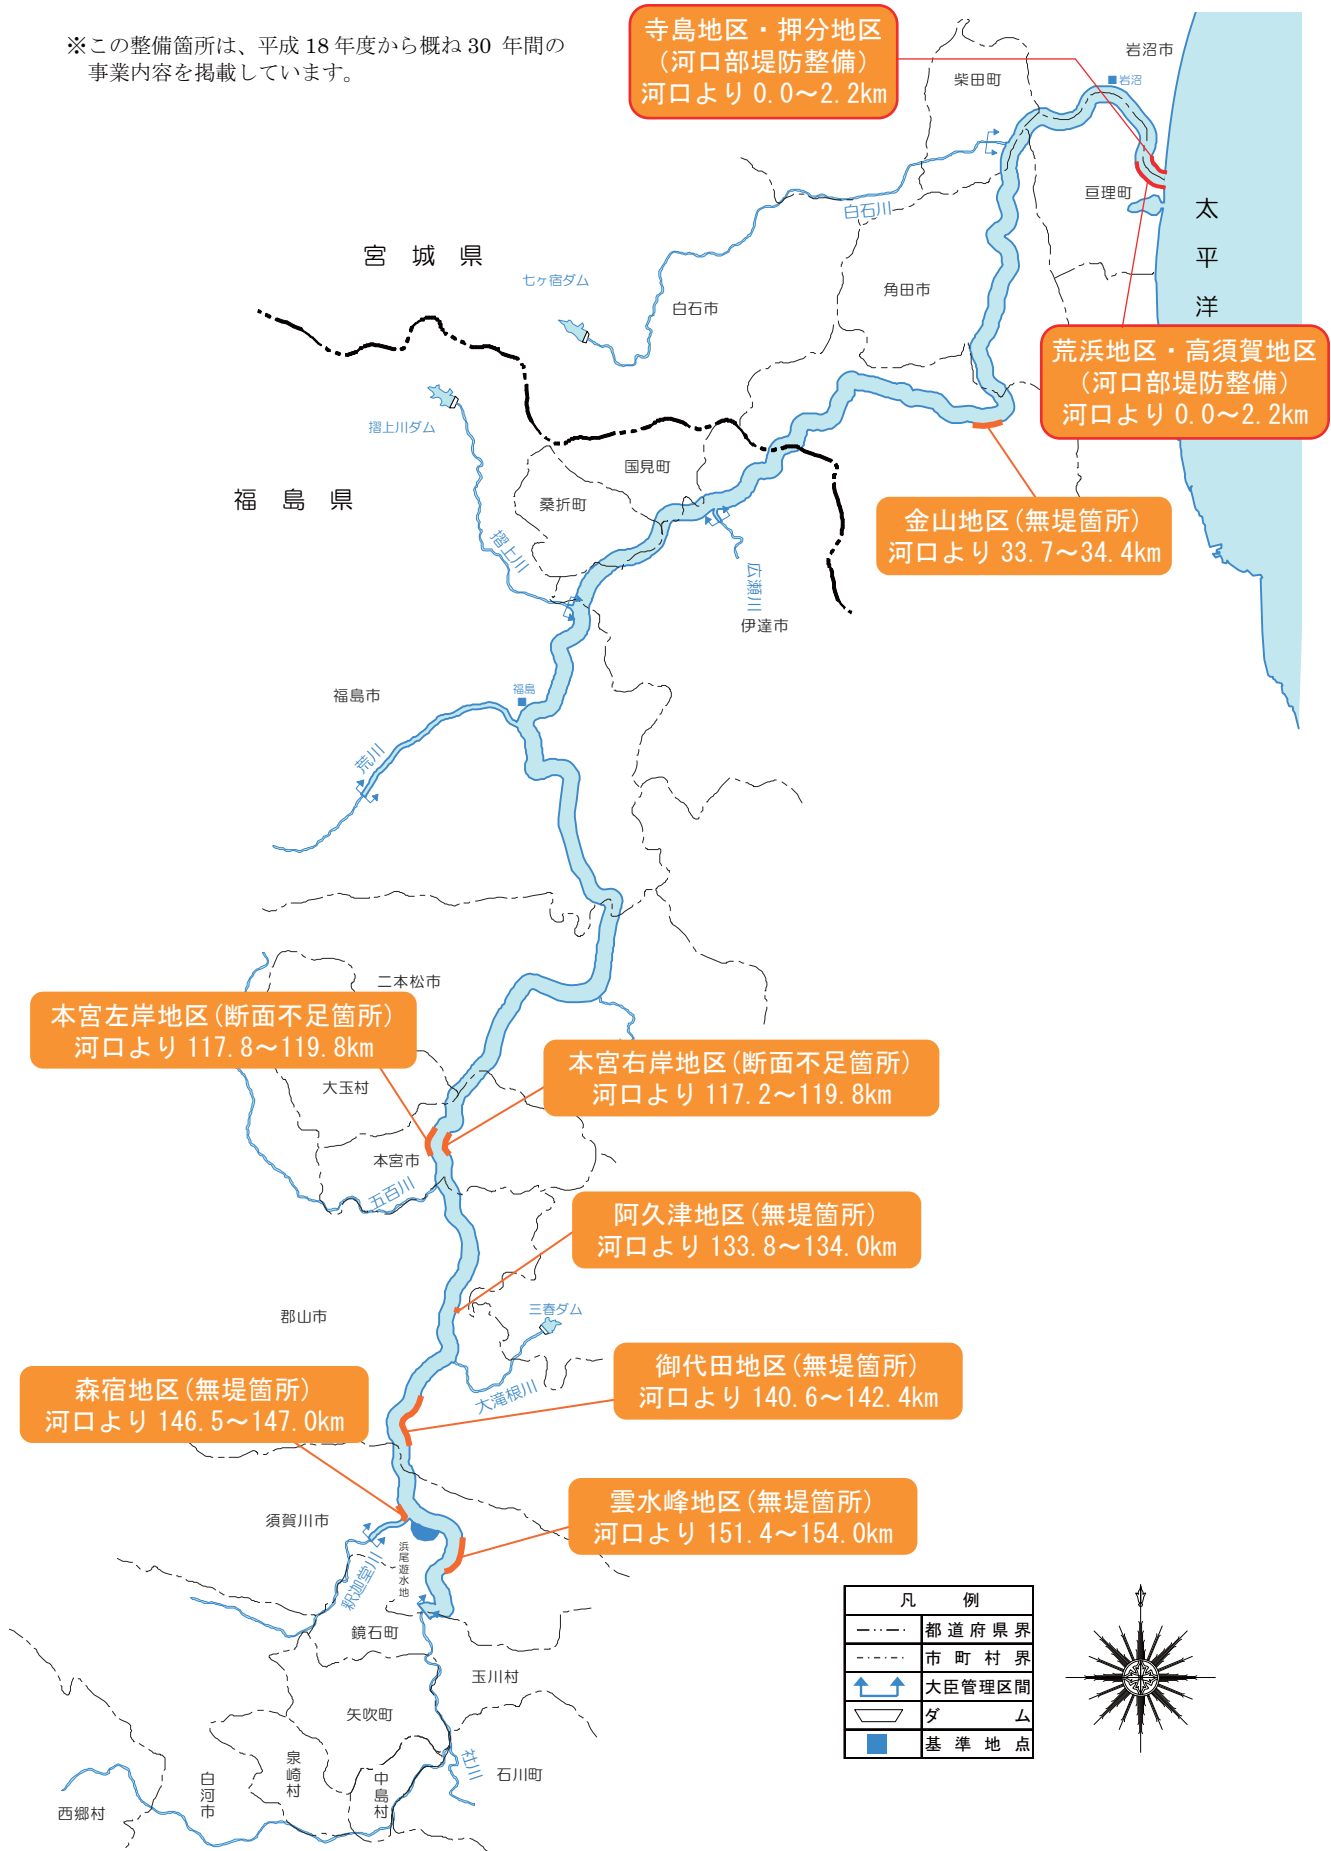 ※この整備箇所は、平成 18 年度から概ね 30 年間の
事業内容を掲載しています。
寺島地区・押分地区
(河口部堤防整備)
河口より 0.0～2.2km
岩沼市
岩沼
柴田町
亘理町
白石川
太平洋
宮城県
七ヶ宿ダム
白石市
角田市
荒浜地区・高須賀地区
(河口部堤防整備)
河口より 0.0～2.2km
摺上川ダム
国見町
桑折町
福島県
金山地区(無堤箇所)
河口より 33.7～34.4km
摺上川
広瀬川
伊達市
福島市
福島
荒川
二本松市
本宮左岸地区(断面不足箇所)
河口より 117.8～119.8km
本宮右岸地区(断面不足箇所)
河口より 117.2～119.8km
大玉村
本宮市
五百川
阿久津地区(無堤箇所)
河口より 133.8～134.0km
郡山市
三春ダム
大滝根川
御代田地区(無堤箇所)
河口より 140.6～142.4km
森宿地区(無堤箇所)
河口より 146.5～147.0km
雲水峰地区(無堤箇所)
河口より 151.4～154.0km
須賀川市
浜尾遊水地
釈迦堂川
鏡石町
玉川村
矢吹町
泉崎村
中島村
白河市
西郷村
社川
石川町
凡例
都道府県界
市町村界
大臣管理区間
ダム
基準地点